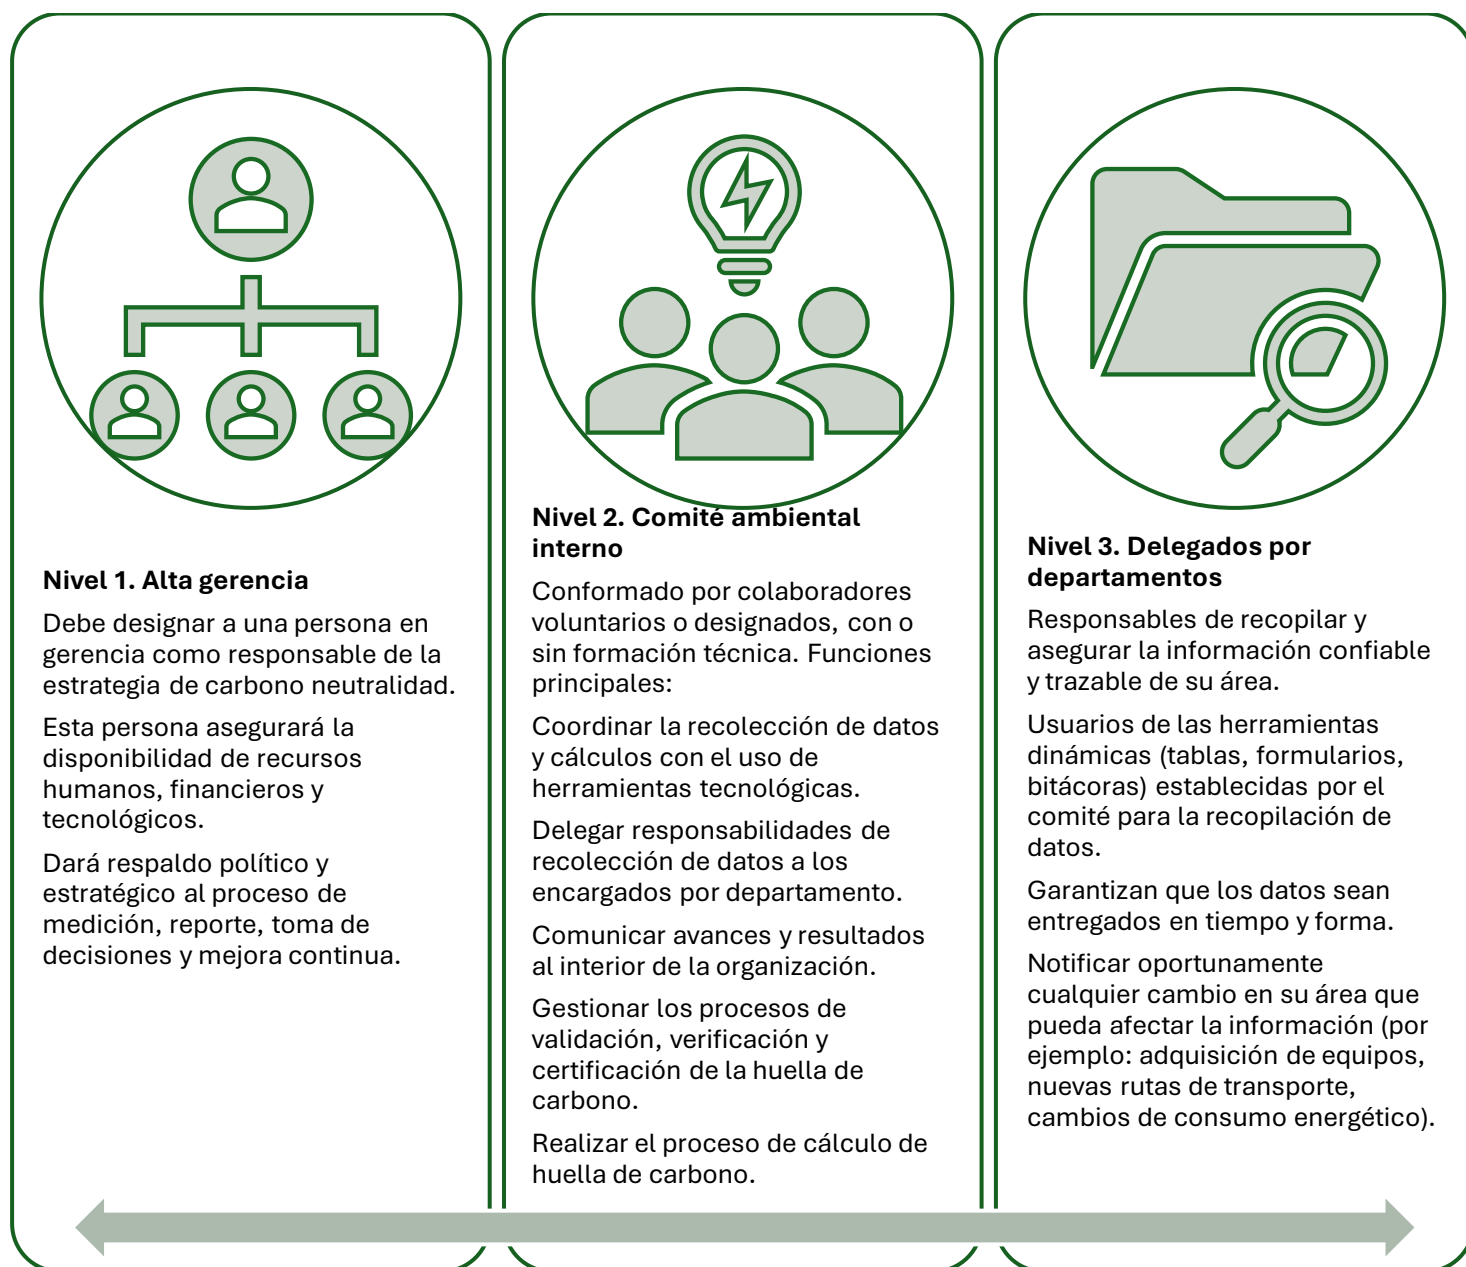 Nivel 1. Alta gerencia
Debe designar a una persona en
gerencia como responsable de la
estrategia de carbono neutralidad.
Esta persona asegurará la
disponibilidad de recursos
humanos, financieros y
tecnológicos.
Dará respaldo político y
estratégico al proceso de
medición, reporte, toma de
decisiones y mejora continua.
Nivel 2. Comité ambiental
interno
Conformado por colaboradores
voluntarios o designados, con o
sin formación técnica. Funciones
principales:
Coordinar la recolección de datos
y cálculos con el uso de
herramientas tecnológicas.
Delegar responsabilidades de
recolección de datos a los
encargados por departamento.
Comunicar avances y resultados
al interior de la organización.
Gestionar los procesos de
validación, verificación y
certificación de la huella de
carbono.
Realizar el proceso de cálculo de
huella de carbono.
Nivel 3. Delegados por
departamentos
Responsables de recopilar y
asegurar la información confiable
y trazable de su área.
Usuarios de las herramientas
dinámicas (tablas, formularios,
bitácoras) establecidas por el
comité para la recopilación de
datos.
Garantizan que los datos sean
entregados en tiempo y forma.
Notificar oportunamente
cualquier cambio en su área que
pueda afectar la información (por
ejemplo: adquisición de equipos,
nuevas rutas de transporte,
cambios de consumo energético).